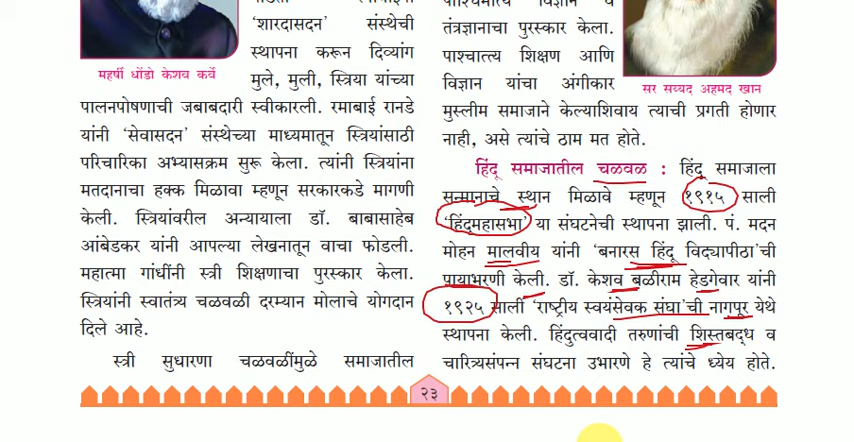 'शारदासदन' संस्थेची
स्थापना करून दिव्यांग
मुले, मुली, स्त्रिया यांच्या
महर्षी धोंडो केशव कर्वे
पालनपोषणाची जबाबदारी स्वीकारली. रमाबाई रानडे
यांनी 'सेवासदन' संस्थेच्या माध्यमातून स्त्रियांसाठी
परिचारिका अभ्यासक्रम सुरू केला. त्यांनी स्त्रियांना
मतदानाचा हक्क मिळावा म्हणून सरकारकडे मागणी
केली. स्त्रियांवरील अन्यायाला डॉ. बाबासाहेब
आंबेडकर यांनी आपल्या लेखनातून वाचा फोडली.
महात्मा गांधींनी स्त्री शिक्षणाचा पुरस्कार केला.
स्त्रियांनी स्वातंत्र्य चळवळी दरम्यान मोलाचे योगदान
दिले आहे.
स्त्री सुधारणा चळवळींमुळे समाजातील
पाश्चिमात्य विज्ञान व
तंत्रज्ञानाचा पुरस्कार केला.
पाश्चात्त्य शिक्षण आणि
विज्ञान यांचा अंगीकार
सर सय्यद अहमद खान
मुस्लीम समाजाने केल्याशिवाय त्याची प्रगती होणार
नाही, असे त्यांचे ठाम मत होते.
हिंदू समाजातील चळवळ : हिंदू समाजाला
सन्मानाचे स्थान मिळावे म्हणून १९१५ साली
'हिंदुमहासभा' या संघटनेची स्थापना झाली. पं. मदन
मोहन मालवीय यांनी 'बनारस हिंदू विद्यापीठा'ची
पायाभरणी केली. डॉ. केशव बळीराम हेडगेवार यांनी
१९२५ साली 'राष्ट्रीय स्वयंसेवक संघा'ची नागपूर येथे
स्थापना केली. हिंदुत्ववादी तरुणांची शिस्तबद्ध व
चारित्र्यसंपन्न संघटना उभारणे हे त्यांचे ध्येय होते.
२३